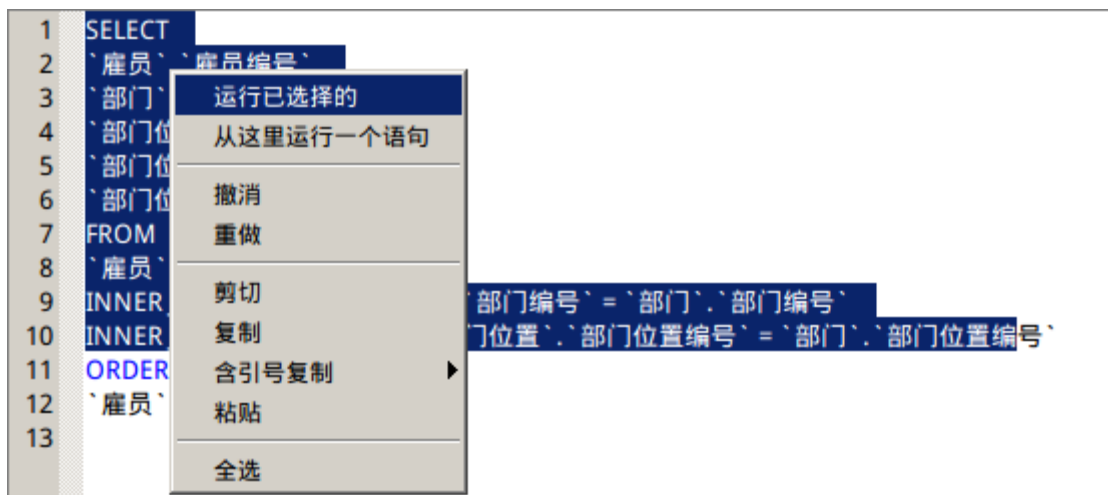 1 SELECT
2 `雇员`.`雇员编号`
3 `部门`
4 `部门位
5 `部门位
6 `部门位
7 FROM
8 `雇员`
9 INNER `部门编号` = `部门`.`部门编号`
10 INNER 门位置`.`部门位置编号` = `部门`.`部门位置编号`
11 ORDER
12 `雇员`
13
运行已选择的
从这里运行一个语句
撤消
重做
剪切
复制
含引号复制
粘贴
全选